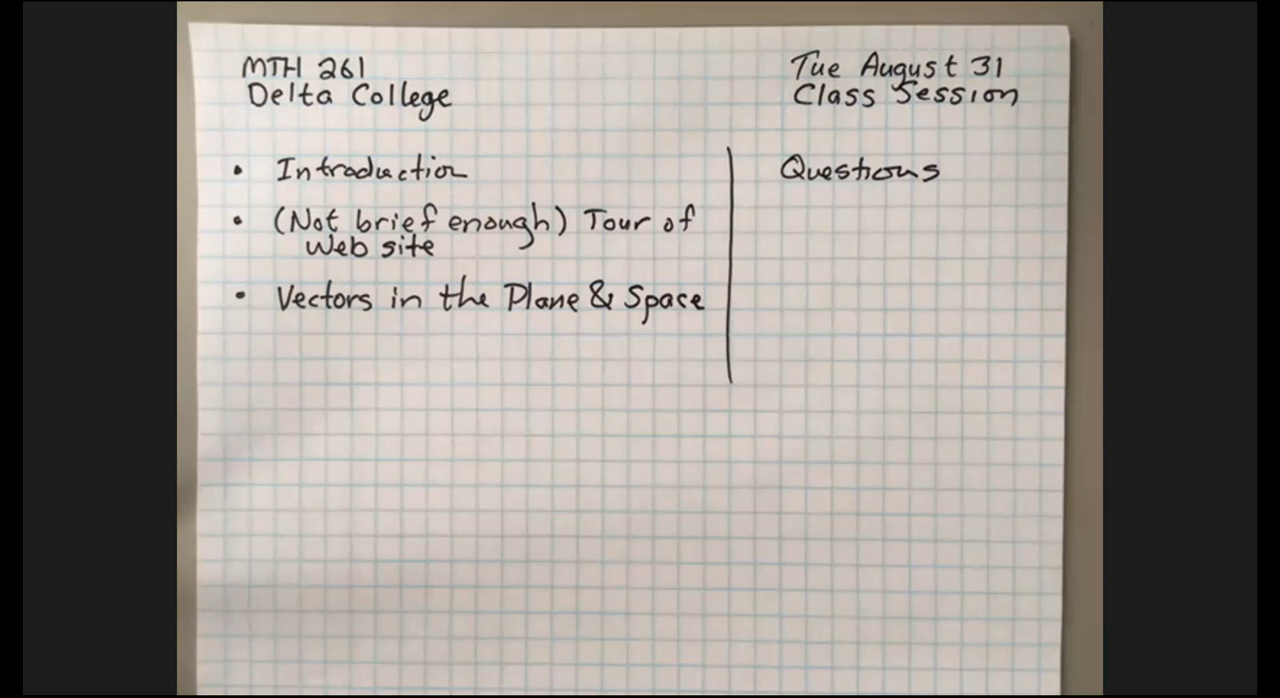 MTH 261
Delta College
Tue August 31
Class Session
• Introduction
• (Not brief enough) Tour of
Web site
• Vectors in the Plane & Space
Questions